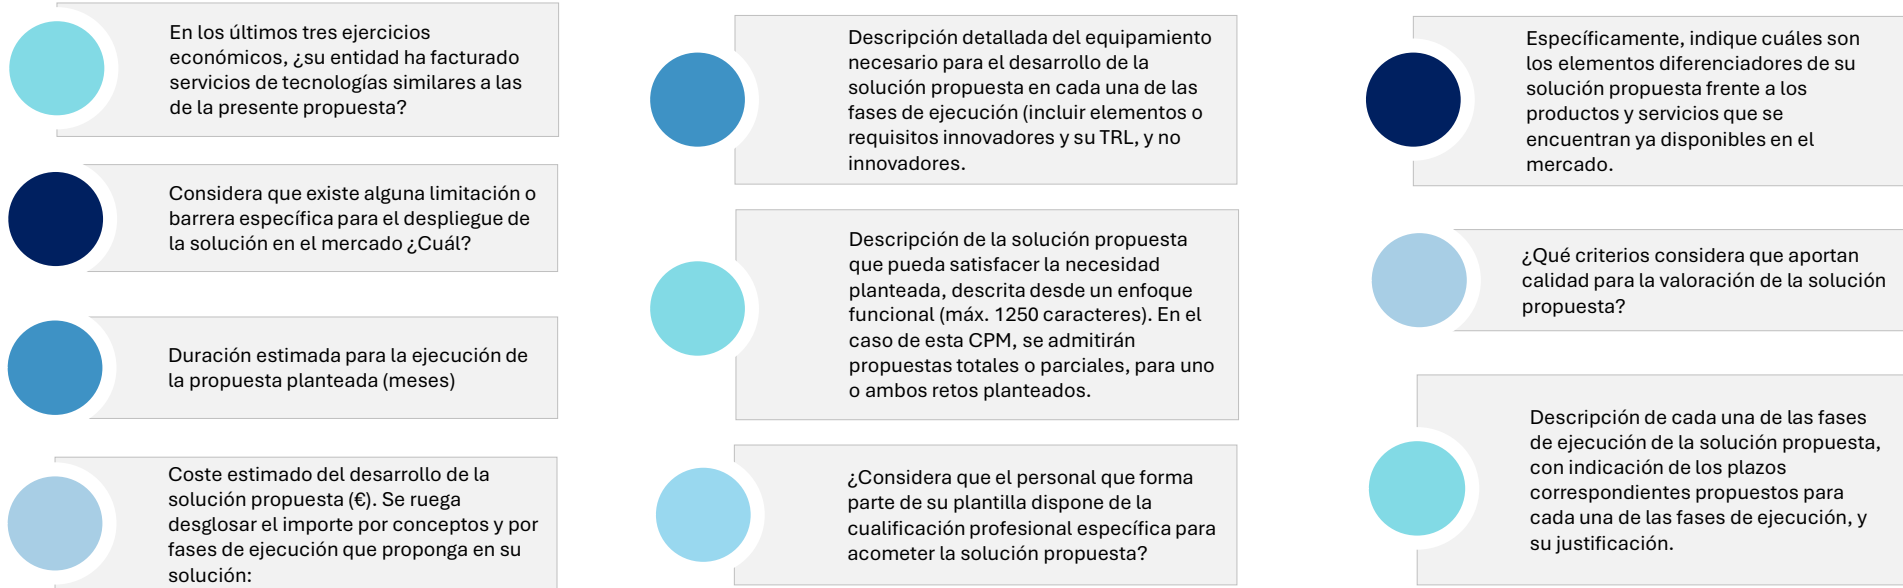 En los últimos tres ejercicios
económicos, ¿su entidad ha facturado
servicios de tecnologías similares a las
de la presente propuesta?
Considera que existe alguna limitación o
barrera específica para el despliegue de
la solución en el mercado ¿Cuál?
Duración estimada para la ejecución de
la propuesta planteada (meses)
Coste estimado del desarrollo de la
solución propuesta (€). Se ruega
desglosar el importe por conceptos y por
fases de ejecución que proponga en su
solución:
Descripción detallada del equipamiento
necesario para el desarrollo de la
solución propuesta en cada una de las
fases de ejecución (incluir elementos o
requisitos innovadores y su TRL, y no
innovadores.
Descripción de la solución propuesta
que pueda satisfacer la necesidad
planteada, descrita desde un enfoque
funcional (máx. 1250 caracteres). En el
caso de esta CPM, se admitirán
propuestas totales o parciales, para uno
o ambos retos planteados.
¿Considera que el personal que forma
parte de su plantilla dispone de la
cualificación profesional específica para
acometer la solución propuesta?
Específicamente, indique cuáles son
los elementos diferenciadores de su
solución propuesta frente a los
productos y servicios que se
encuentran ya disponibles en el
mercado.
¿Qué criterios considera que aportan
calidad para la valoración de la solución
propuesta?
Descripción de cada una de las fases
de ejecución de la solución propuesta,
con indicación de los plazos
correspondientes propuestos para
cada una de las fases de ejecución, y
su justificación.